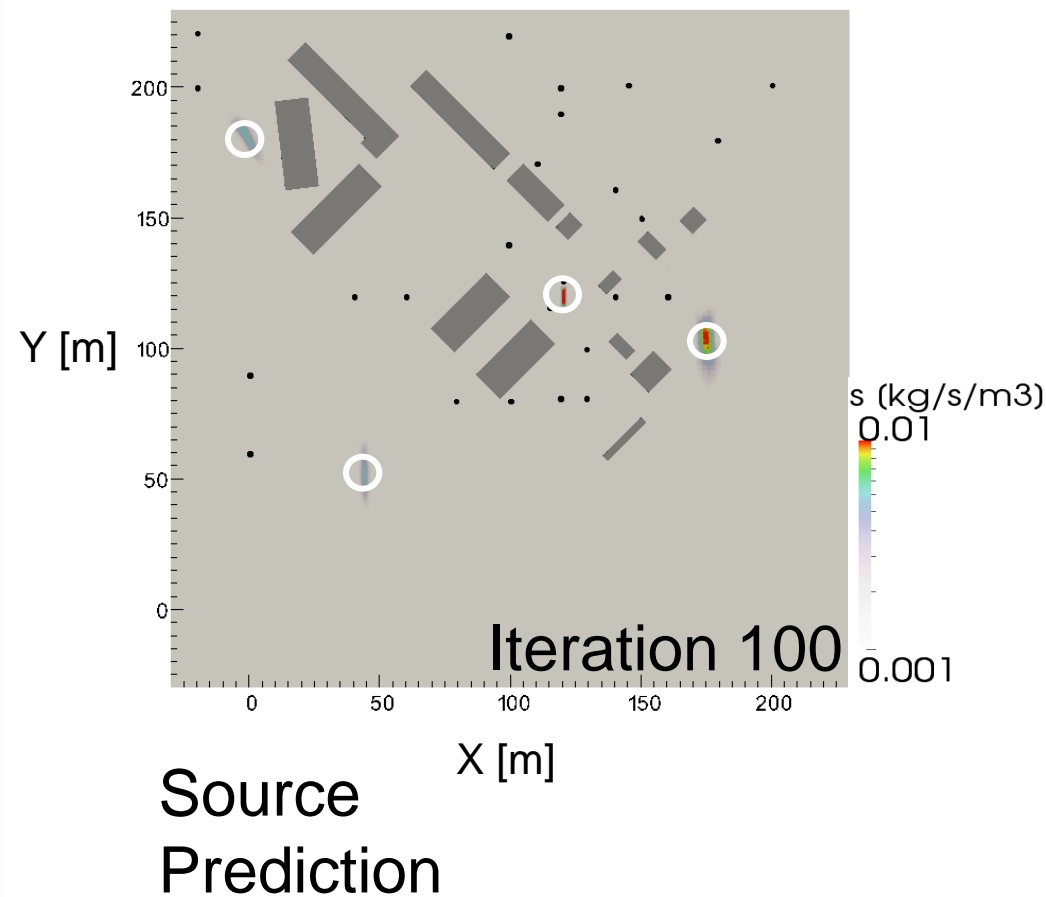 200
150
100
50
0
Y [m]
s (kg/s/m3)
0.01
0.001
Iteration 100
0 50 100 150 200
X [m]
Source
Prediction